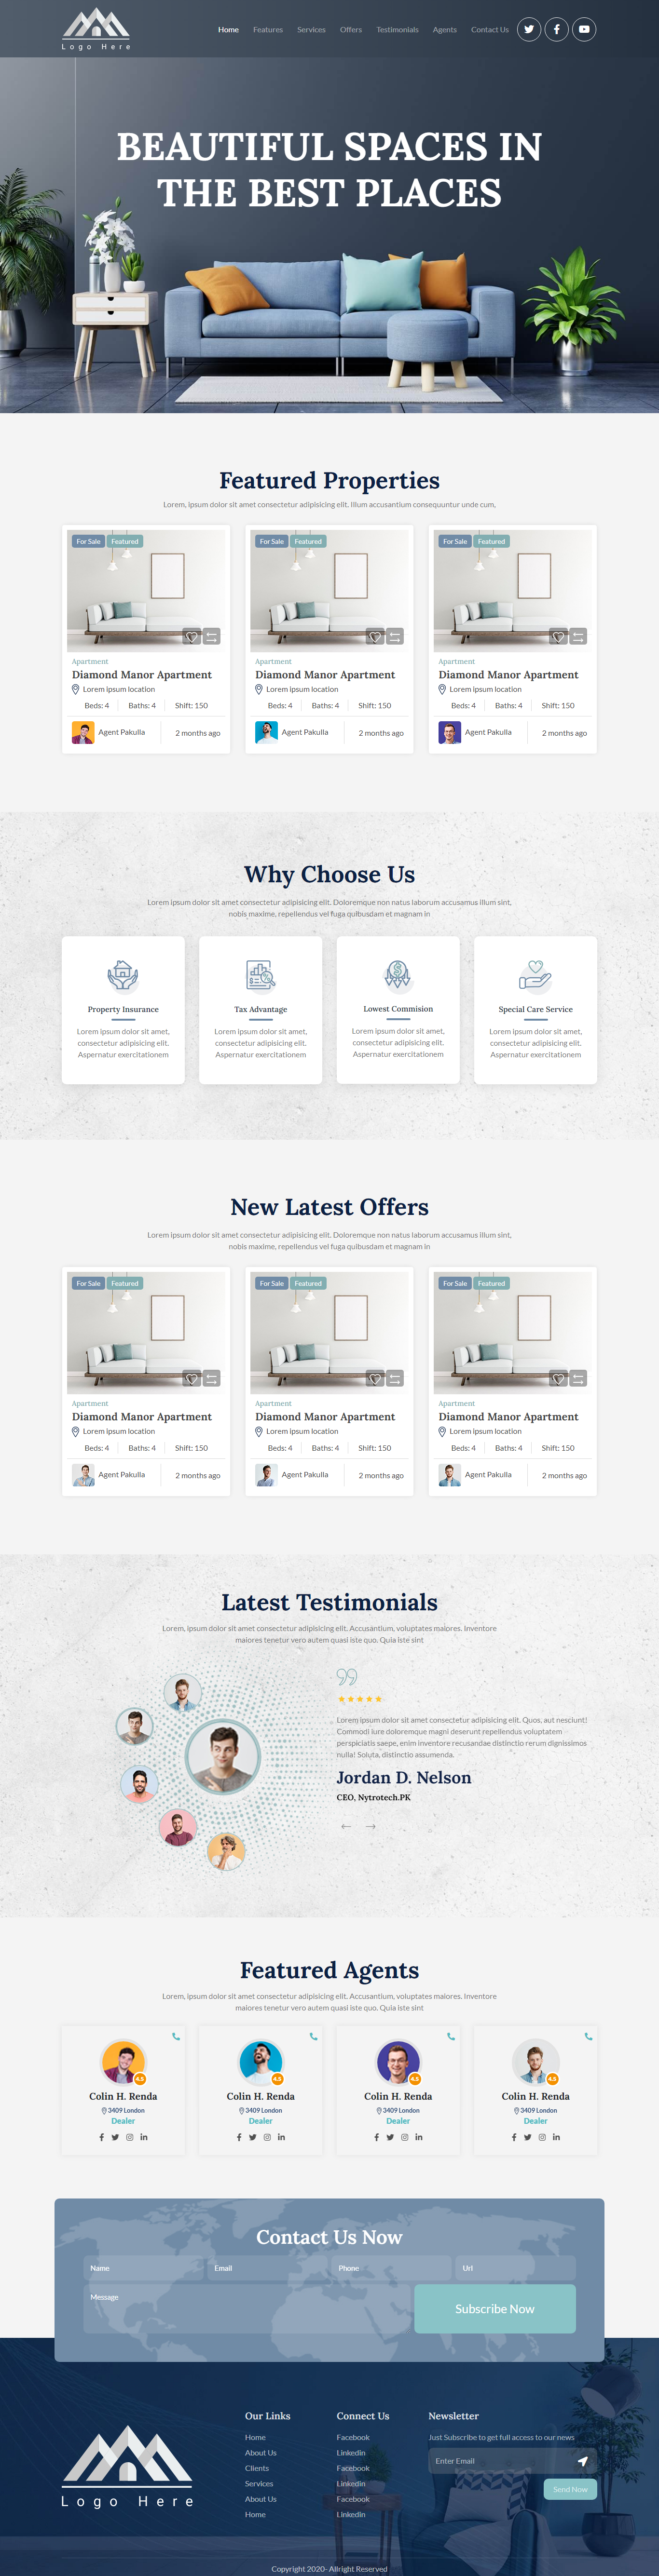 Logo Here
Home Features Services Offers Testimonials Agents Contact Us
BEAUTIFUL SPACES IN
THE BEST PLACES
Featured Properties
Lorem, ipsum dolor sit amet consectetur adipisicing elit. Illum accusantium consequuntur unde cum,
For Sale Featured
Apartment
Diamond Manor Apartment
Lorem ipsum location
Beds: 4 Baths: 4 Shift: 150
Agent Pakulla 2 months ago
For Sale Featured
Apartment
Diamond Manor Apartment
Lorem ipsum location
Beds: 4 Baths: 4 Shift: 150
Agent Pakulla 2 months ago
For Sale Featured
Apartment
Diamond Manor Apartment
Lorem ipsum location
Beds: 4 Baths: 4 Shift: 150
Agent Pakulla 2 months ago
Why Choose Us
Lorem ipsum dolor sit amet consectetur adipisicing elit. Doloremque non natus laborum accusamus illum sint,
nobis maxime, repellendus vel fuga quibusdam et magnam in
Property Insurance
Lorem ipsum dolor sit amet,
consectetur adipisicing elit.
Aspernatur exercitationem
Tax Advantage
Lorem ipsum dolor sit amet,
consectetur adipisicing elit.
Aspernatur exercitationem
Lowest Commision
Lorem ipsum dolor sit amet,
consectetur adipisicing elit.
Aspernatur exercitationem
Special Care Service
Lorem ipsum dolor sit amet,
consectetur adipisicing elit.
Aspernatur exercitationem
New Latest Offers
Lorem ipsum dolor sit amet consectetur adipisicing elit. Doloremque non natus laborum accusamus illum sint,
nobis maxime, repellendus vel fuga quibusdam et magnam in
For Sale Featured
Apartment
Diamond Manor Apartment
Lorem ipsum location
Beds: 4 Baths: 4 Shift: 150
Agent Pakulla 2 months ago
For Sale Featured
Apartment
Diamond Manor Apartment
Lorem ipsum location
Beds: 4 Baths: 4 Shift: 150
Agent Pakulla 2 months ago
For Sale Featured
Apartment
Diamond Manor Apartment
Lorem ipsum location
Beds: 4 Baths: 4 Shift: 150
Agent Pakulla 2 months ago
Latest Testimonials
Lorem, ipsum dolor sit amet consectetur adipisicing elit. Accusantium, voluptates maiores. Inventore
maiores tenetur vero autem quasi iste quo. Quia iste sint
Lorem ipsum dolor sit amet consectetur adipisicing elit. Quos, aut nesciunt!
Commodi iure doloremque magni deserunt repellendus voluptatem
perspiciatis saepe, enim inventore recusandae distinctio rerum dignissimos
nulla! Soluta, distinctio assumenda.
Jordan D. Nelson
CEO, Nytrotech.PK
Featured Agents
Lorem, ipsum dolor sit amet consectetur adipisicing elit. Accusantium, voluptates maiores. Inventore
maiores tenetur vero autem quasi iste quo. Quia iste sint
4.5
Colin H. Renda
3409 London
Dealer
4.5
Colin H. Renda
3409 London
Dealer
4.5
Colin H. Renda
3409 London
Dealer
4.5
Colin H. Renda
3409 London
Dealer
Contact Us Now
Name Email Phone Url
Message
Subscribe Now
Logo Here
Our Links
Home
About Us
Clients
Services
About Us
Home
Connect Us
Facebook
Linkedin
Facebook
Linkedin
Facebook
Linkedin
Newsletter
Just Subscribe to get full access to our news
Enter Email
Send Now
Copyright 2020- Allright Reserved